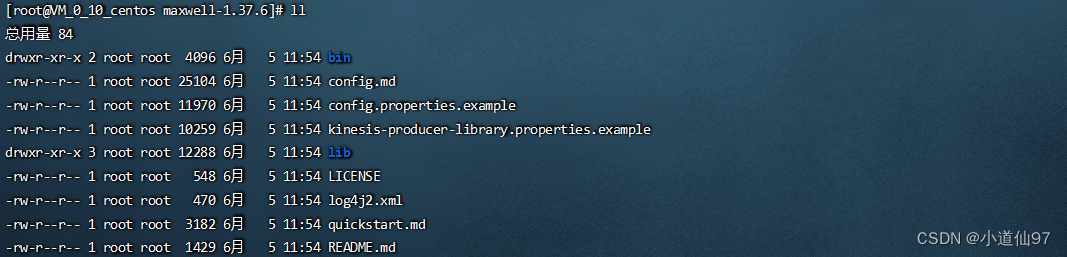 [root@VM_0_10_centos maxwell-1.37.6]# ll
总用量 84
drwxr-xr-x 2 root root  4096 6月   5 11:54 bin
-rw-r--r-- 1 root root 25104 6月   5 11:54 config.md
-rw-r--r-- 1 root root 11970 6月   5 11:54 config.properties.example
-rw-r--r-- 1 root root 10259 6月   5 11:54 kinesis-producer-library.properties.example
drwxr-xr-x 3 root root 12288 6月   5 11:54 lib
-rw-r--r-- 1 root root   548 6月   5 11:54 LICENSE
-rw-r--r-- 1 root root   470 6月   5 11:54 log4j2.xml
-rw-r--r-- 1 root root  3182 6月   5 11:54 quickstart.md
-rw-r--r-- 1 root root  1429 6月   5 11:54 README.md
CSDN @小道仙97